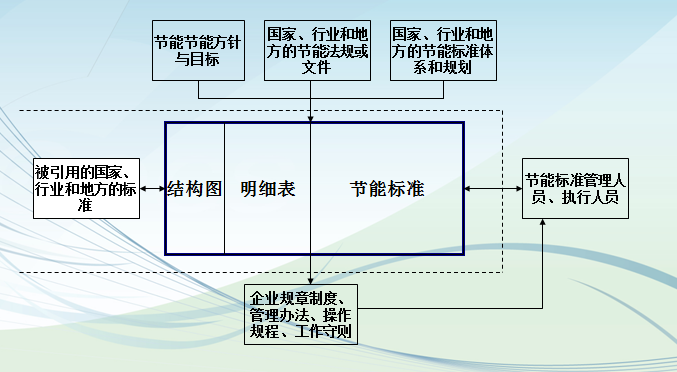 节能节能方针
与目标
国家、行业和地
方的节能法规或
文件
国家、行业和地
方的节能标准体
系和规划
被引用的国家、
行业和地方的标
准
结构图
明细表
节能标准
节能标准管理人
员、执行人员
企业规章制度、
管理办法、操作
规程、工作守则